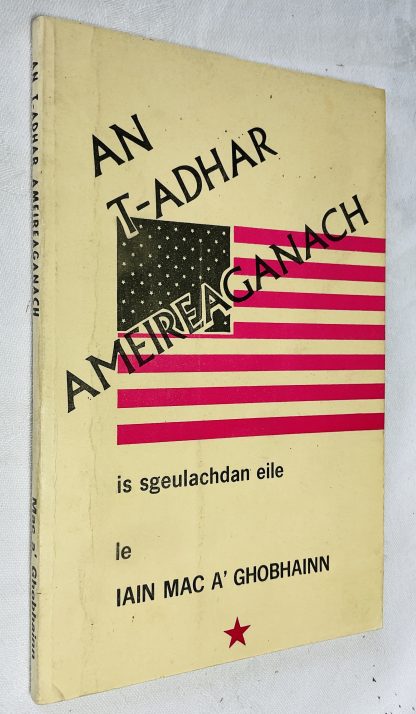 AN
T-ADHAR
AMEIREAGANACH
is sgeulachdan eile
le
IAIN MAC A' GHOBHAINN
AN T-ADHAR AMEIREAGANACH
Mac a' Ghobhainn